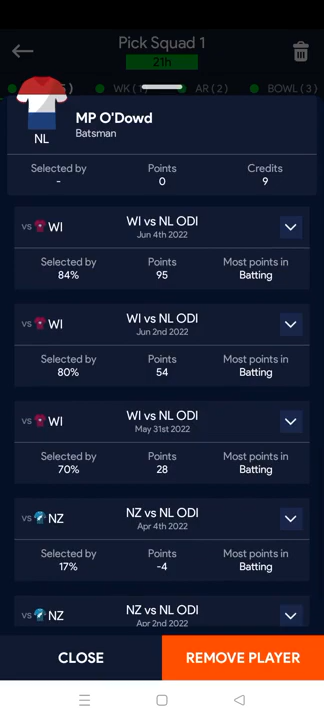 Pick Squad 1
21h
WK
AR ( 2 )
BOWL ( 3 )
NL
MP O'Dowd
Batsman
Selected by
Points
Credits
-
0
9
vs WI
WI vs NL ODI
Jun 4th 2022
Selected by
Points
Most points in
84%
95
Batting
vs WI
WI vs NL ODI
Jun 2nd 2022
Selected by
Points
Most points in
80%
54
Batting
vs WI
WI vs NL ODI
May 31st 2022
Selected by
Points
Most points in
70%
28
Batting
vs NZ
NZ vs NL ODI
Apr 4th 2022
Selected by
Points
Most points in
17%
-4
Batting
vs NZ
NZ vs NL ODI
Apr 2nd 2022
CLOSE
REMOVE PLAYER